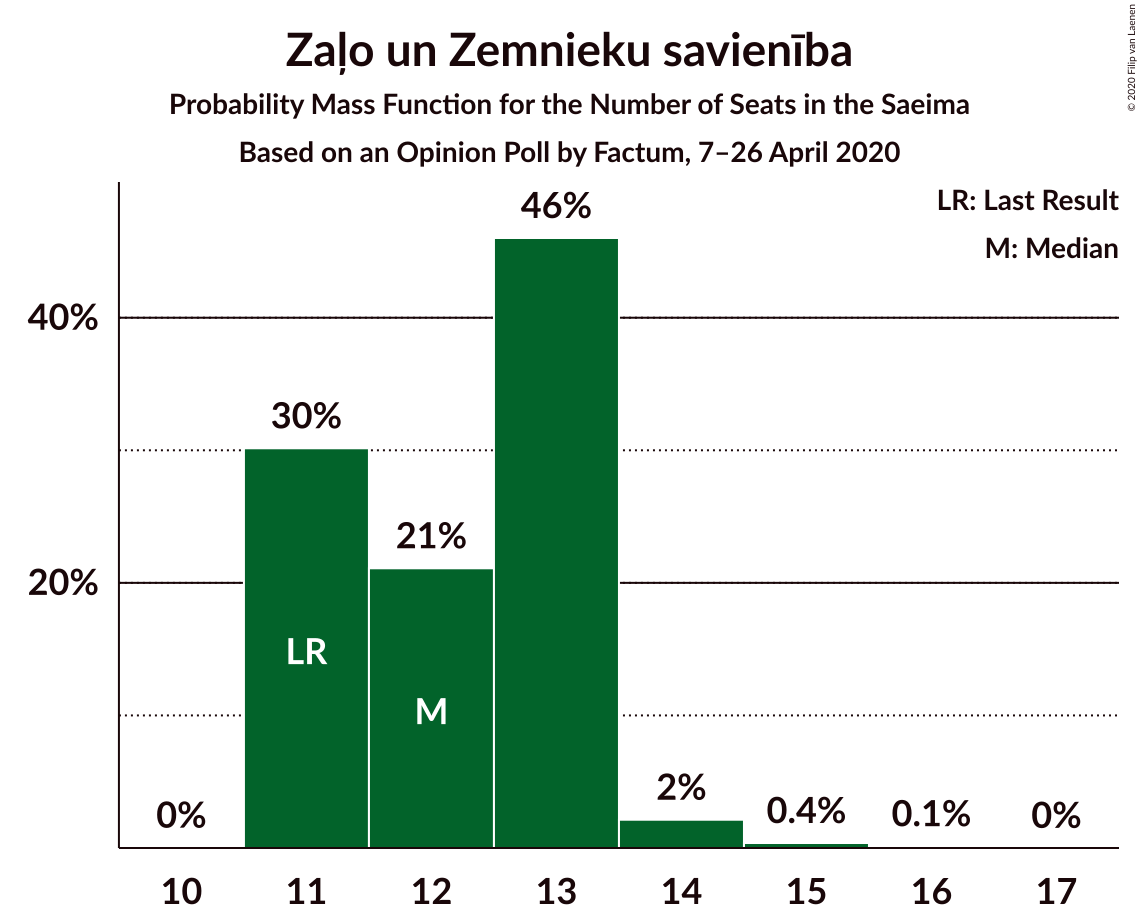 Zaļo un Zemnieku savienība
Probability Mass Function for the Number of Seats in the Saeima
Based on an Opinion Poll by Factum, 7–26 April 2020
© 2020 Filip van Laenen
LR: Last Result
M: Median
46%
40%
30%
21%
20%
LR
M
2%
0.4%
0.1%
0%
0%
10 11 12 13 14 15 16 17